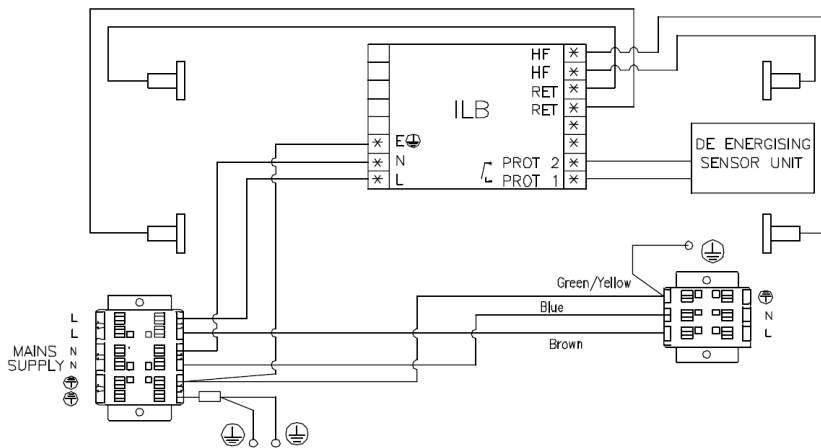 HF
HF
RET
RET
ILB
E
N
L
PROT 2
PROT 1
DE ENERGISING
SENSOR UNIT
Green/Yellow
Blue
Brown
L
L
N
N
MAINS
SUPPLY
N
L